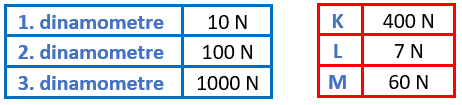 1. dinamometre 10 N
2. dinamometre 100 N
3. dinamometre 1000 N
K 400 N
L 7 N
M 60 N